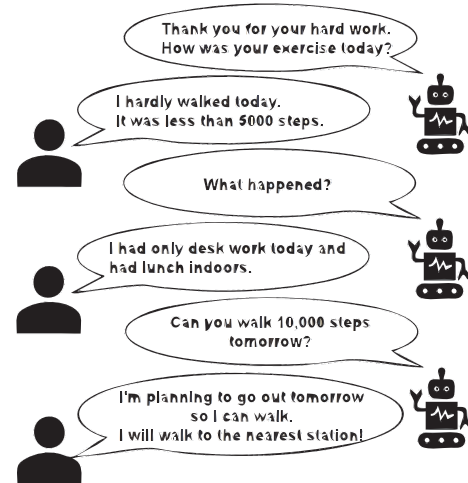 Thank you for your hard work.
How was your exercise today?
I hardly walked today.
It was less than 5000 steps.
What happened?
I had only desk work today and
had lunch indoors.
Can you walk 10,000 steps
tomorrow?
I'm planning to go out tomorrow
so I can walk.
I will walk to the nearest station!